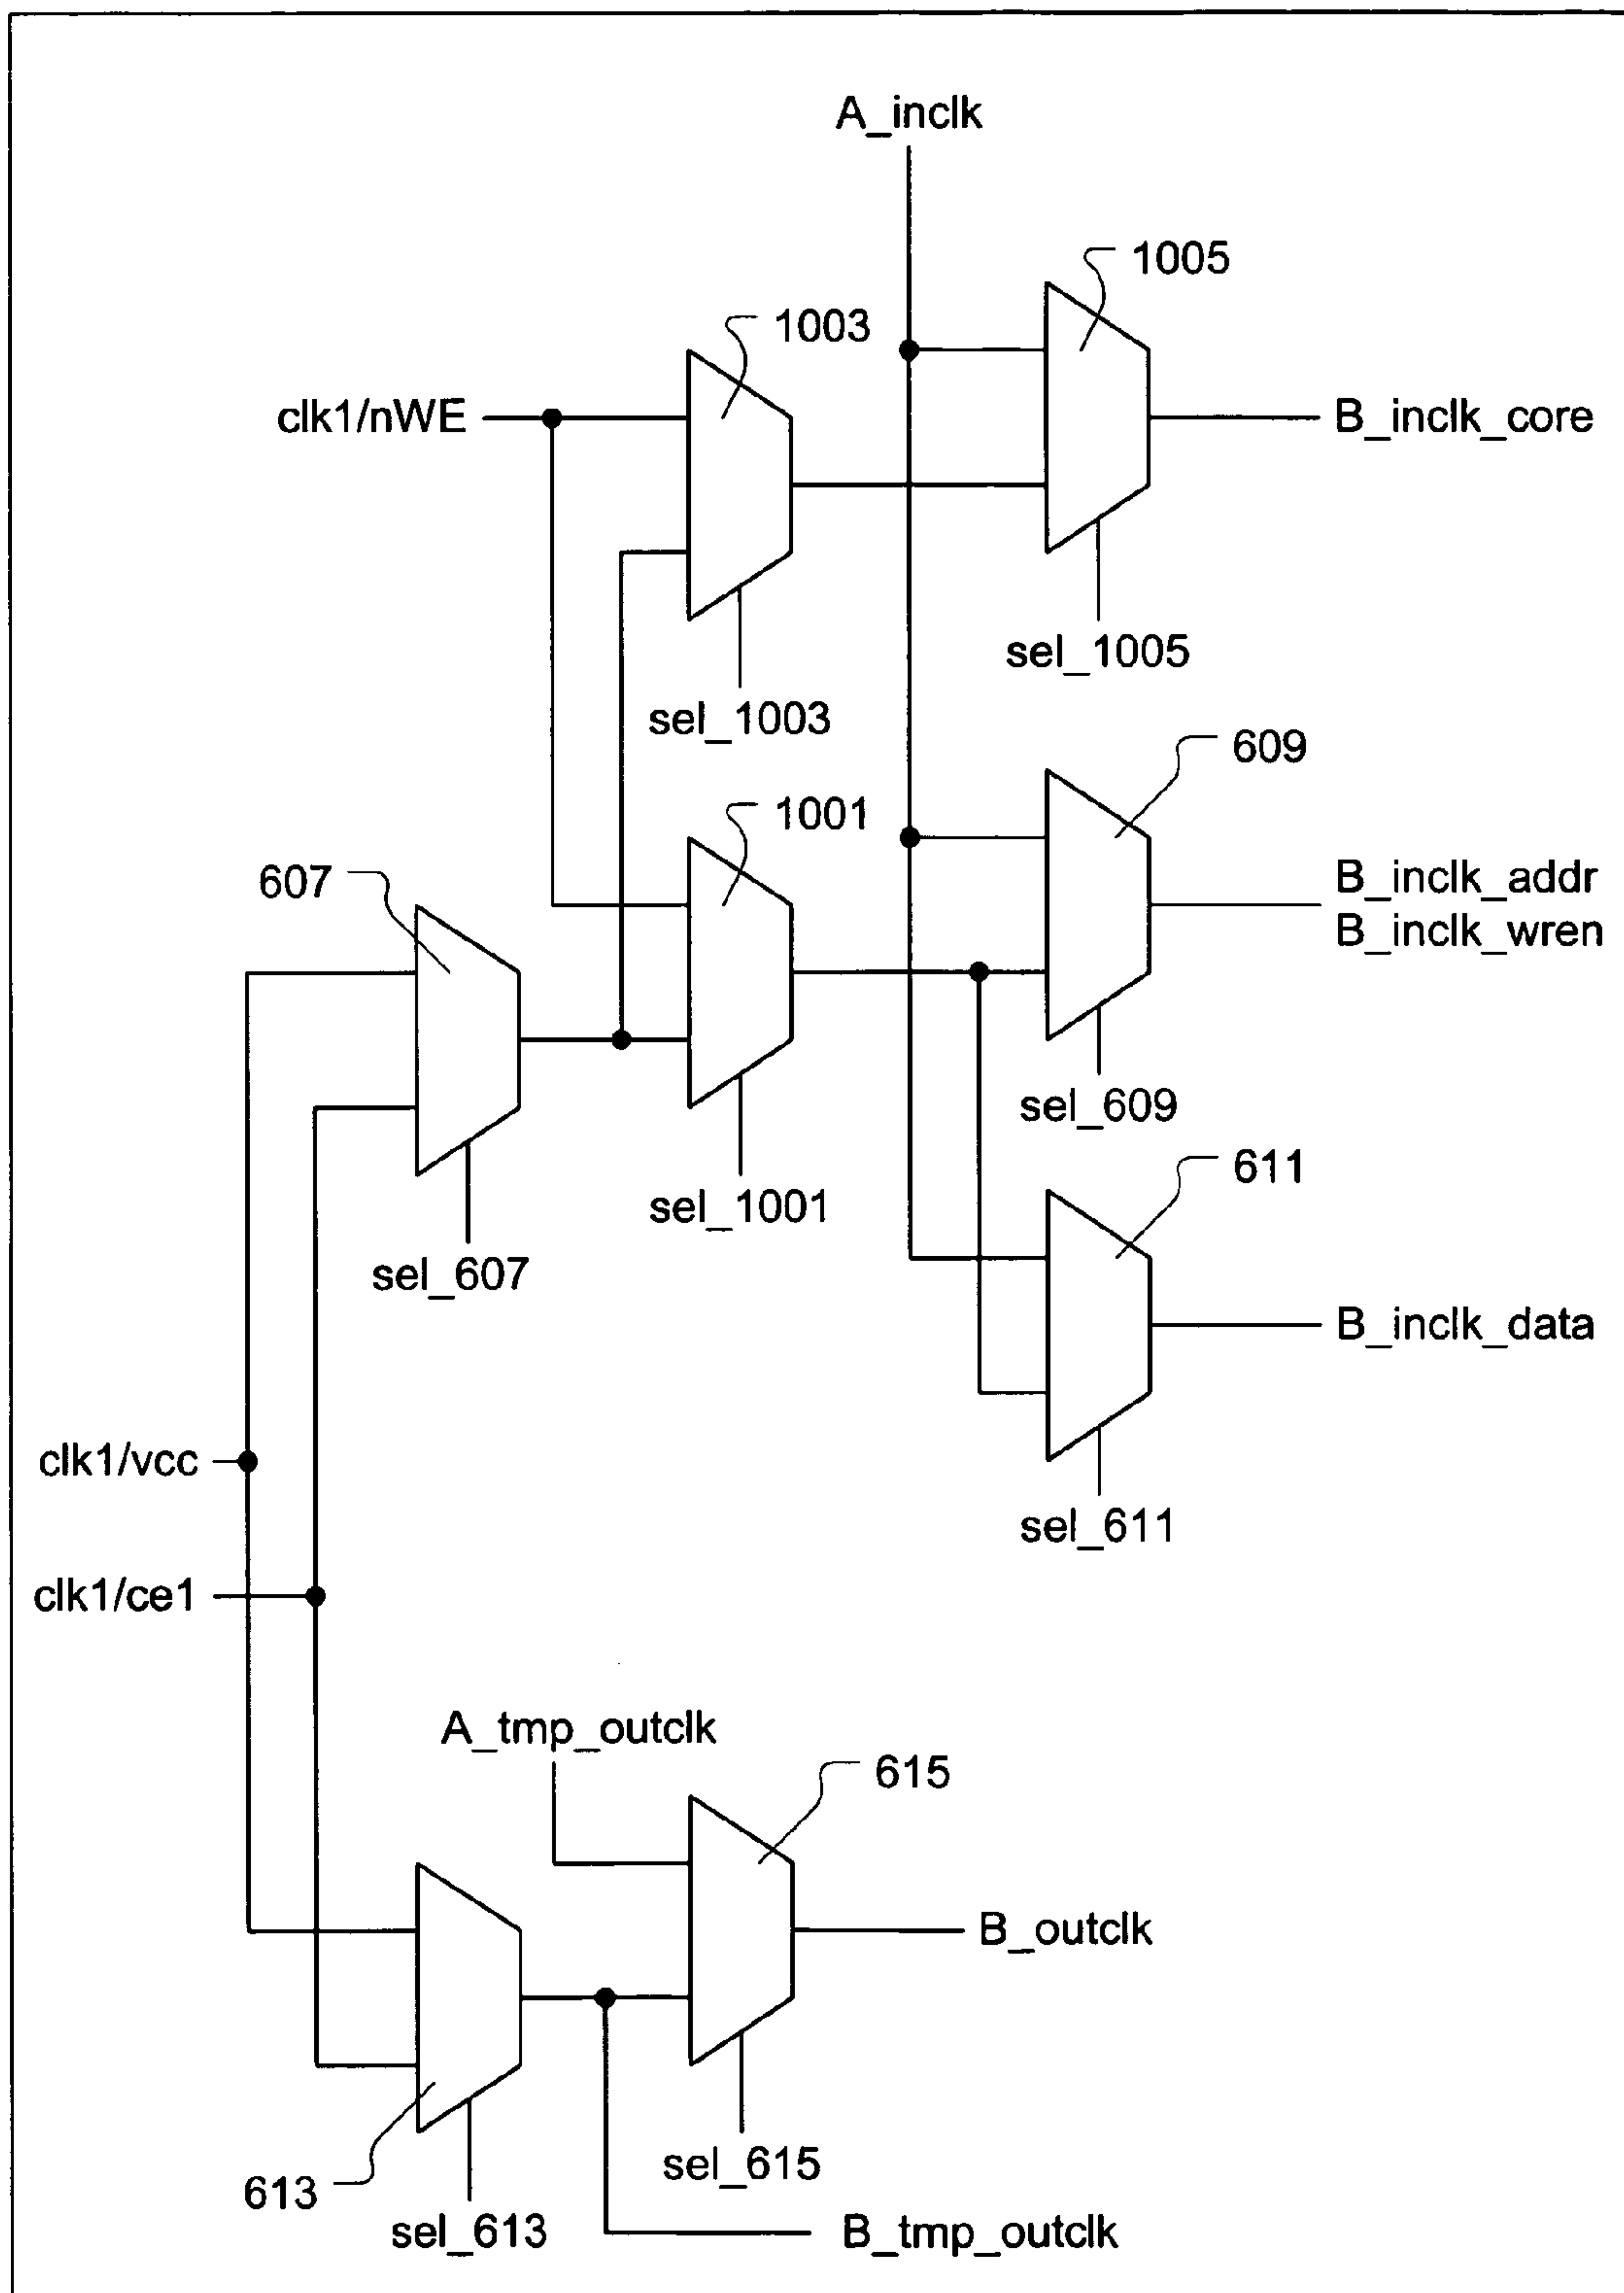 A_inclk
1005
1003
clk1/nWE
B_inclk_core
sel_1005
sel_1003
609
1001
607
B_inclk_addr
B_inclk_wren
sel_609
611
sel_1001
sel_607
B_inclk_data
clk1/vcc
sel_611
clk1/ce1
A_tmp_outclk
615
B_outclk
sel_615
613
sel_613
B_tmp_outclk